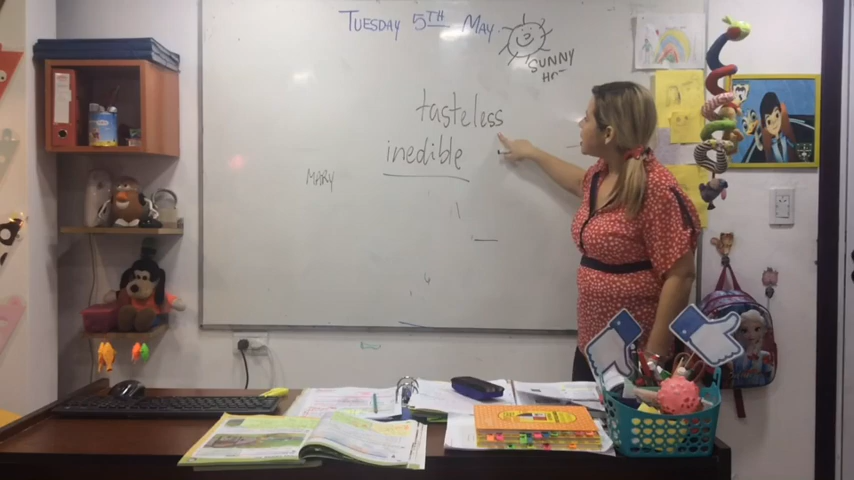 TUESDAY 5TH MAY.
SUNNY
tasteless
inedible
MARY